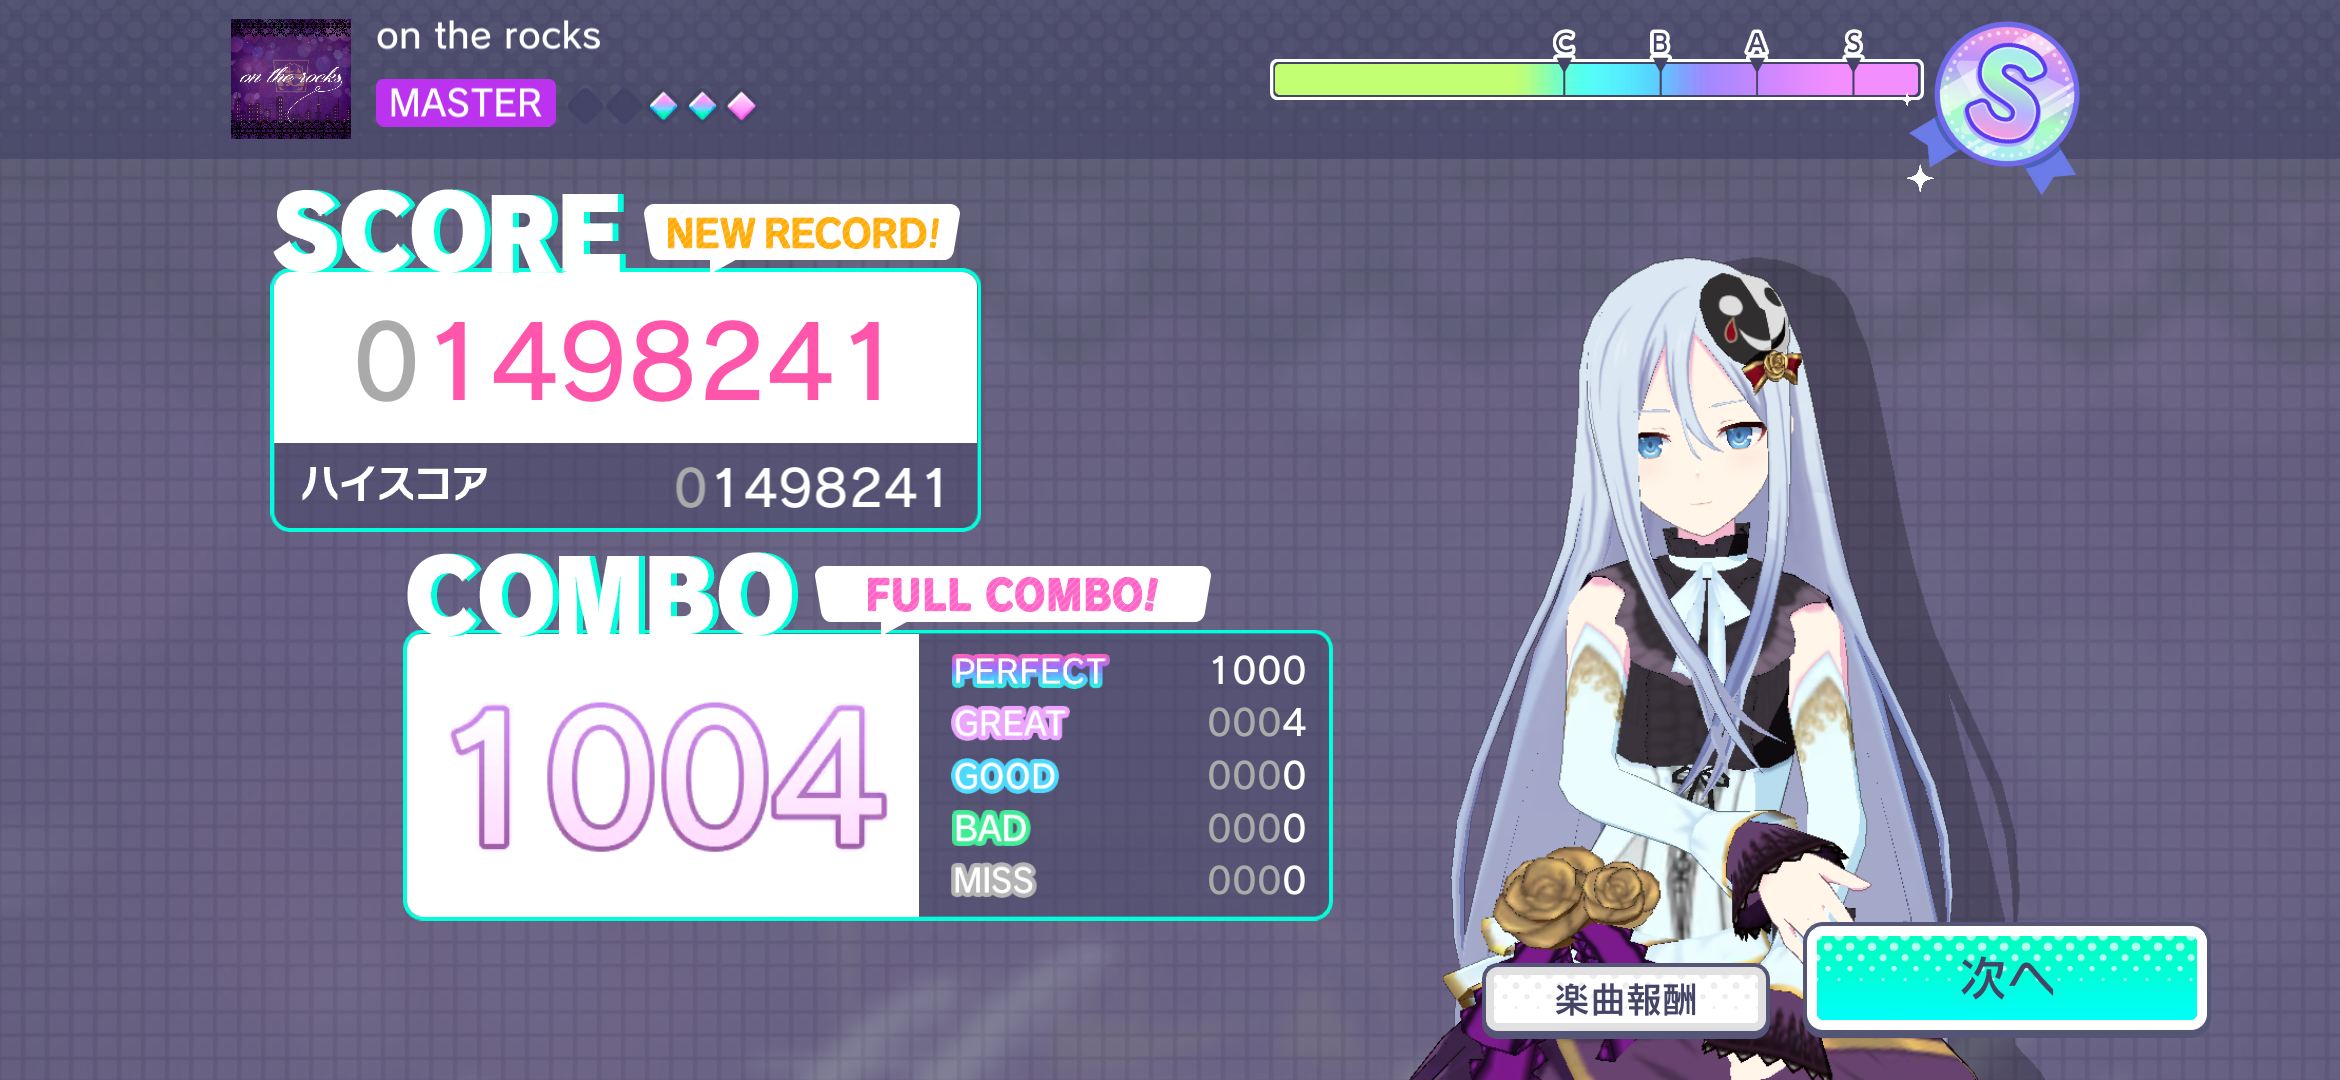 on the rocks
on the rocks
MASTER
C B A S
S
SCORE
NEW RECORD!
01498241
ハイスコア 01498241
COMBO
FULL COMBO!
1004
PERFECT 1000
GREAT 0004
GOOD 0000
BAD 0000
MISS 0000
楽曲報酬
次へ